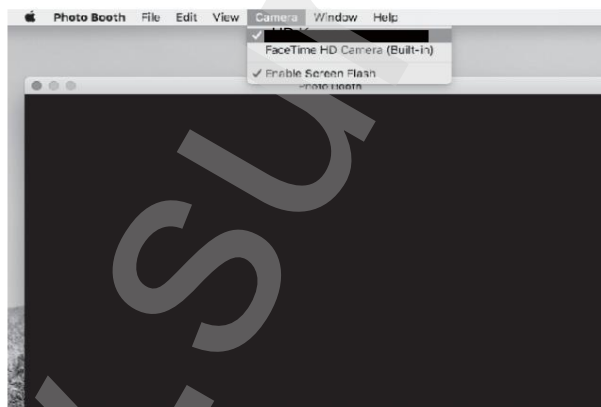 Photo Booth File Edit View Camera Window Help
FaceTime HD Camera (Built-in)
✓ Enable Screen Flash
Photo Booth